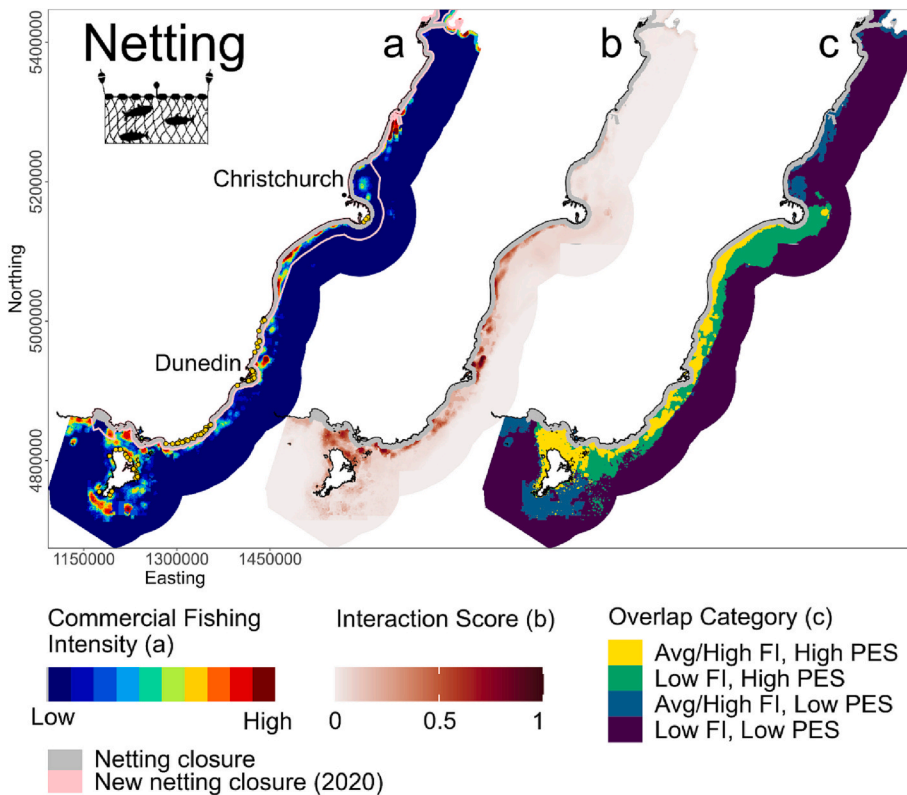 Netting
a
b
c
5400000
5200000
5000000
4800000
Northing
Christchurch
Dunedin
1150000 1300000 1450000
Easting
Commercial Fishing
Intensity (a)
Low High
Netting closure
New netting closure (2020)
Interaction Score (b)
0 0.5 1
Overlap Category (c)
Avg/High FI, High PES
Low FI, High PES
Avg/High FI, Low PES
Low FI, Low PES